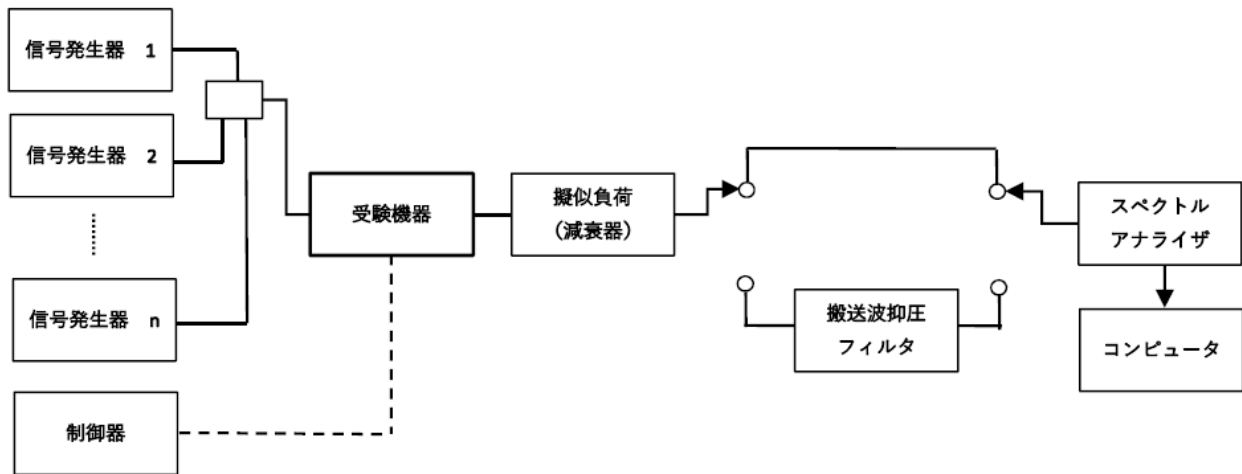 信号発生器 1
信号発生器 2
信号発生器 n
制御器
受験機器
擬似負荷
(減衰器)
搬送波抑圧
フィルタ
スペクトル
アナライザ
コンピュータ